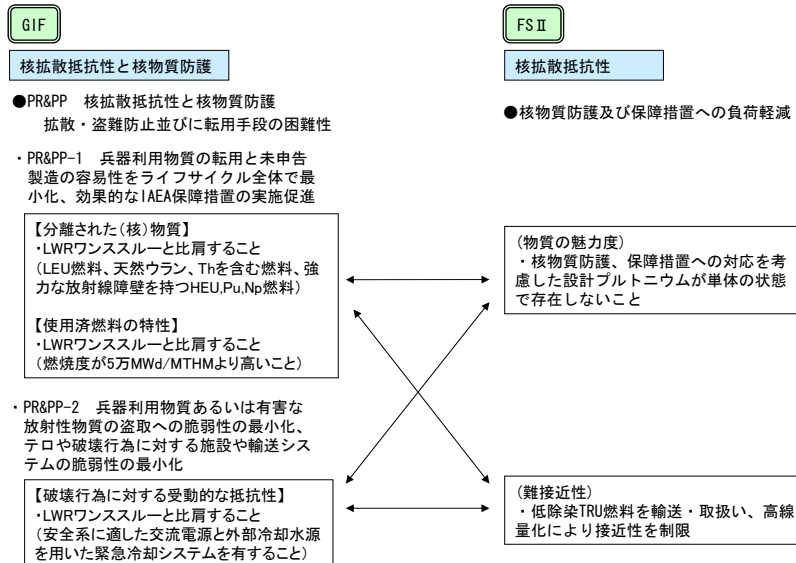 GIF
核拡散抵抗性と核物質防護
●PR&PP 核拡散抵抗性と核物質防護
拡散・盗難防止並びに転用手段の困難性
・PR&PP-1 兵器利用物質の転用と未申告
製造の容易性をライフサイクル全体で最
小化、効果的なIAEA保障措置の実施促進
【分離された(核)物質】
・LWRワンススルーと比肩すること
(LEU燃料、天然ウラン、Thを含む燃料、強
力な放射線障壁を持つHEU,Pu,Np燃料)
【使用済燃料の特性】
・LWRワンススルーと比肩すること
(燃焼度が5万MWd/MTHMより高いこと)
・PR&PP-2 兵器利用物質あるいは有害な
放射性物質の盗取への脆弱性の最小化、
テロや破壊行為に対する施設や輸送シス
テムの脆弱性の最小化
【破壊行為に対する受動的な抵抗性】
・LWRワンススルーと比肩すること
(安全系に適した交流電源と外部冷却水源
を用いた緊急冷却システムを有すること)
FSⅡ
核拡散抵抗性
●核物質防護及び保障措置への負荷軽減
(物質の魅力度)
・核物質防護、保障措置への対応を考
慮した設計プルトニウムが単体の状態
で存在しないこと
(難接近性)
・低除染TRU燃料を輸送・取扱い、高線
量化により接近性を制限